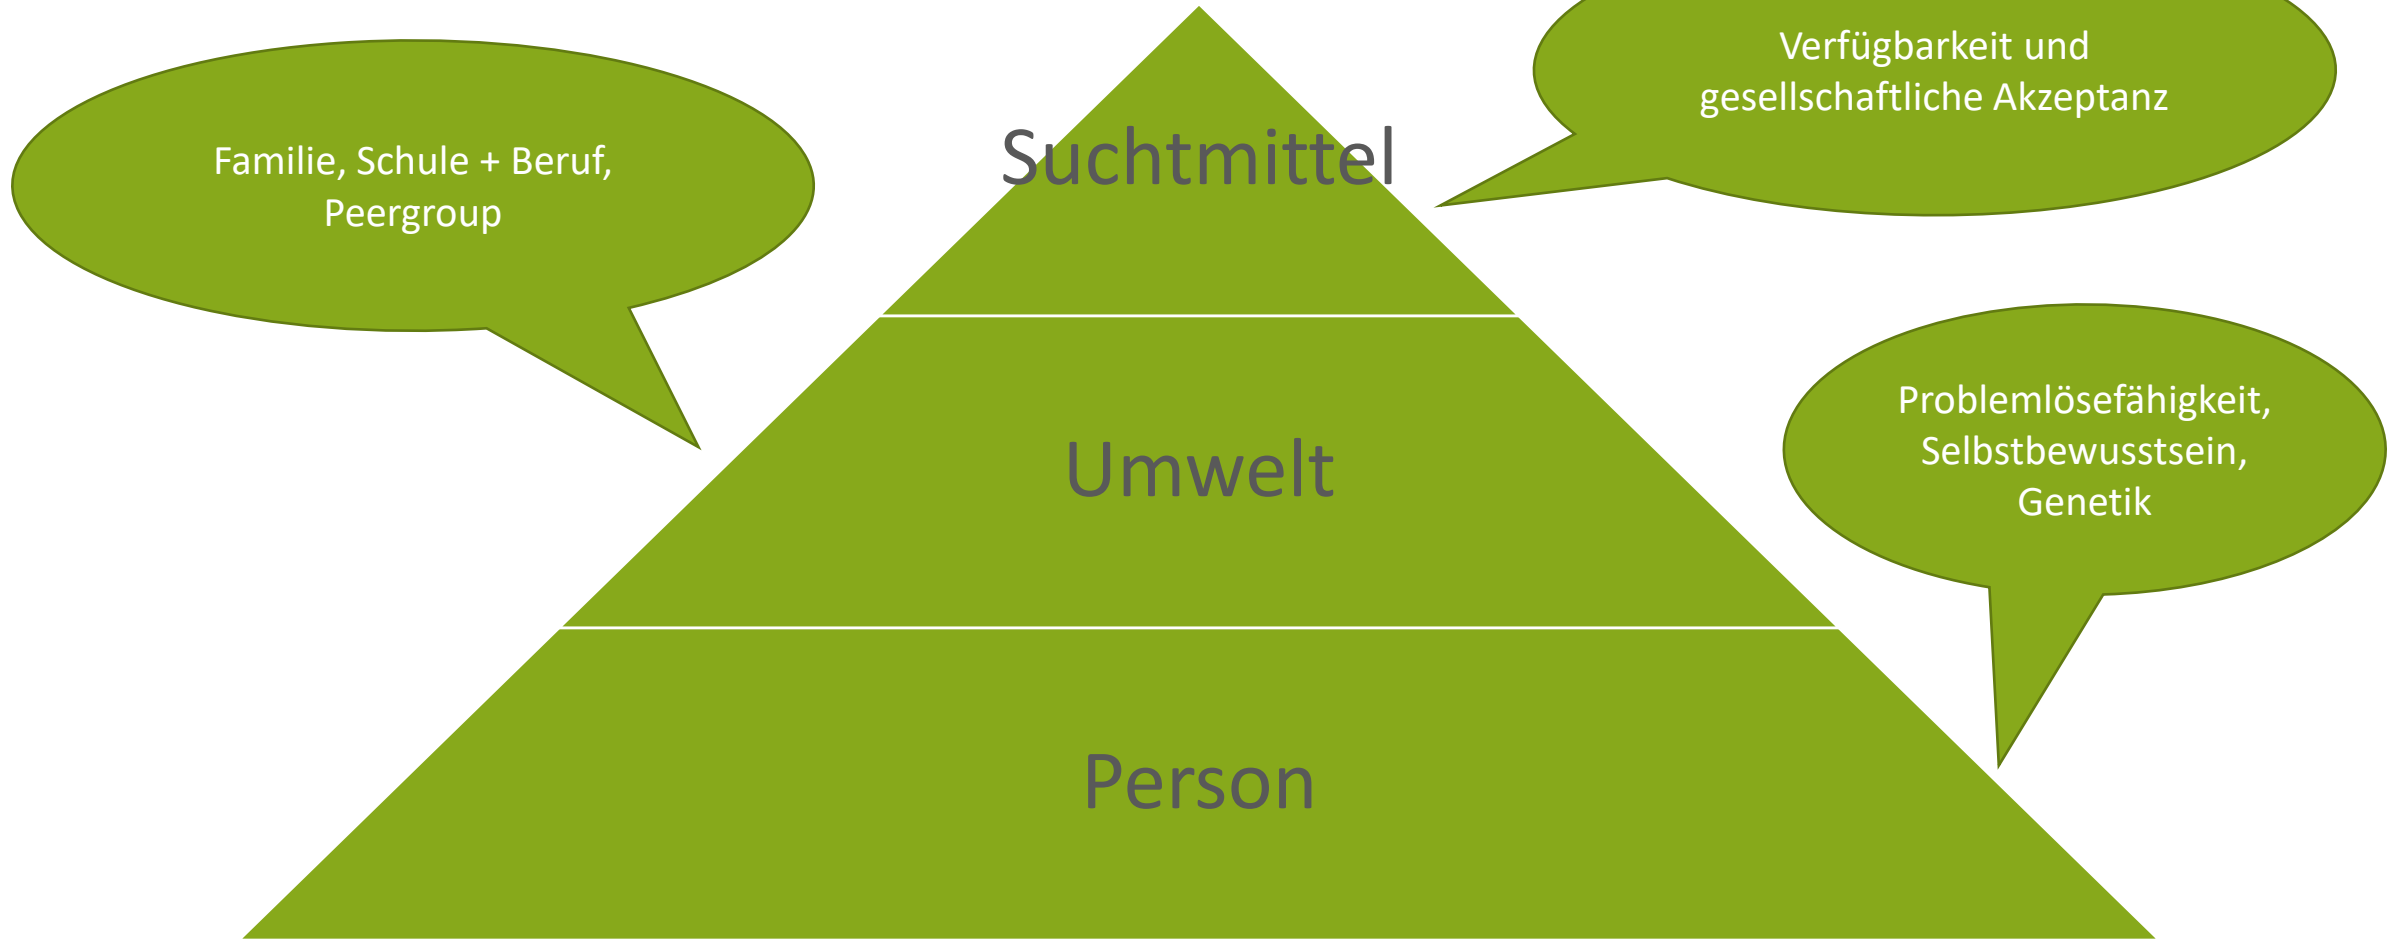 Verfügbarkeit und
gesellschaftliche Akzeptanz
Familie, Schule + Beruf,
Peergroup
Suchtmittel
Problemlösefähigkeit,
Selbstbewusstsein,
Genetik
Umwelt
Person